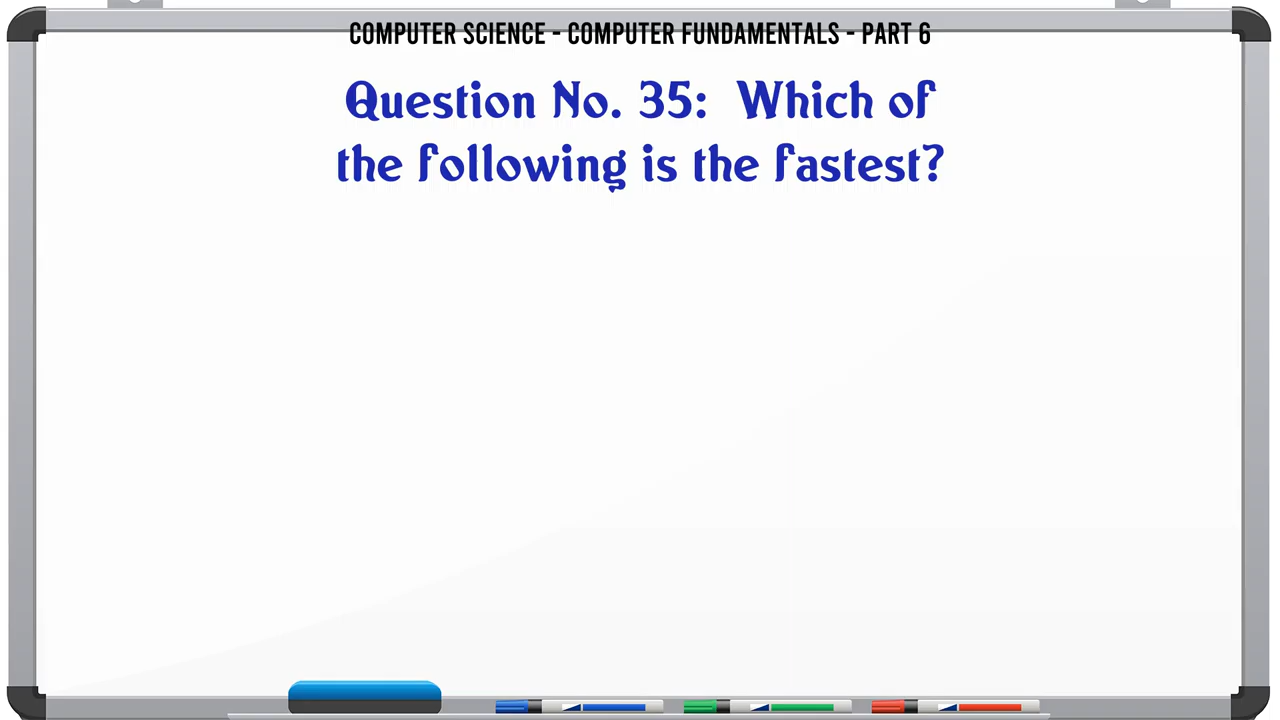 COMPUTER SCIENCE - COMPUTER FUNDAMENTALS - PART 6
Question No. 35: Which of
the following is the fastest?